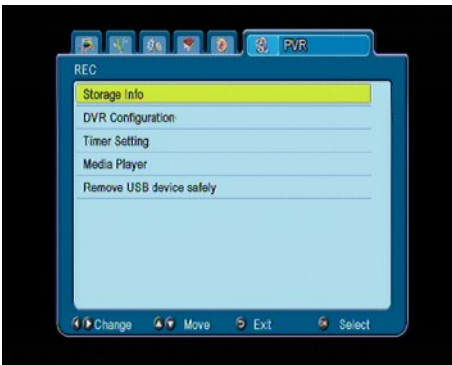 PVR
REC
Storage Info
DVR Configuration
Timer Setting
Media Player
Remove USB device safely
Change Move Exit Select